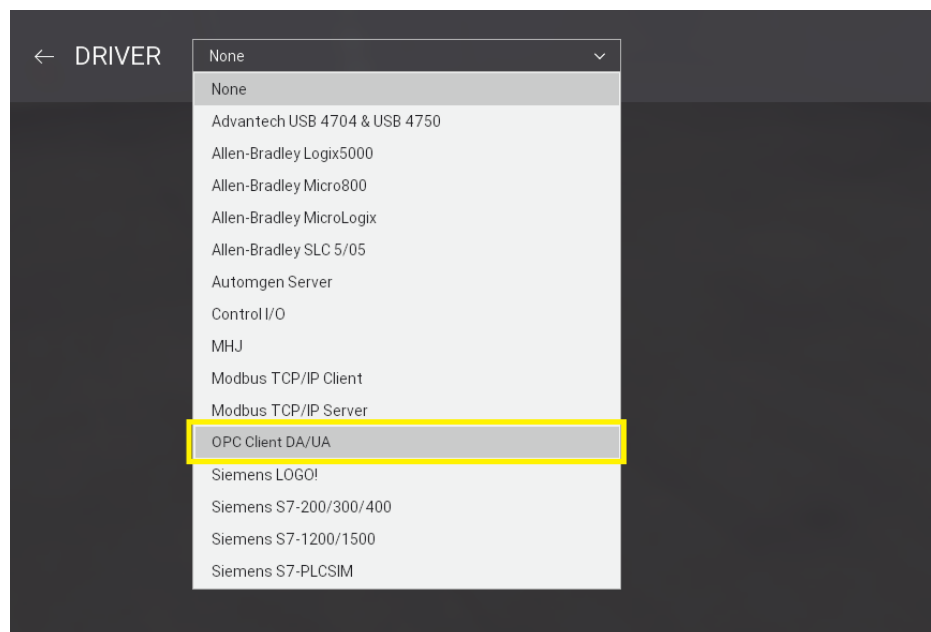 ← DRIVER None
None
Advantech USB 4704 & USB 4750
Allen-Bradley Logix5000
Allen-Bradley Micro800
Allen-Bradley MicroLogix
Allen-Bradley SLC 5/05
Automgen Server
Control I/O
MHJ
Modbus TCP/IP Client
Modbus TCP/IP Server
OPC Client DA/UA
Siemens LOGO!
Siemens S7-200/300/400
Siemens S7-1200/1500
Siemens S7-PLCSIM